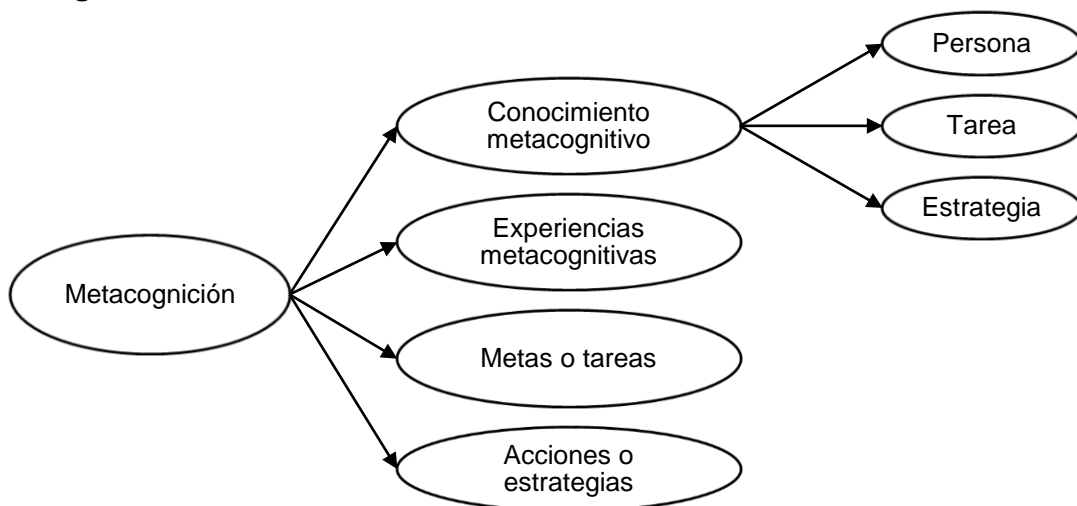 Persona
Conocimiento
metacognitivo
Tarea
Estrategia
Experiencias
metacognitivas
Metacognición
Metas o tareas
Acciones o
estrategias